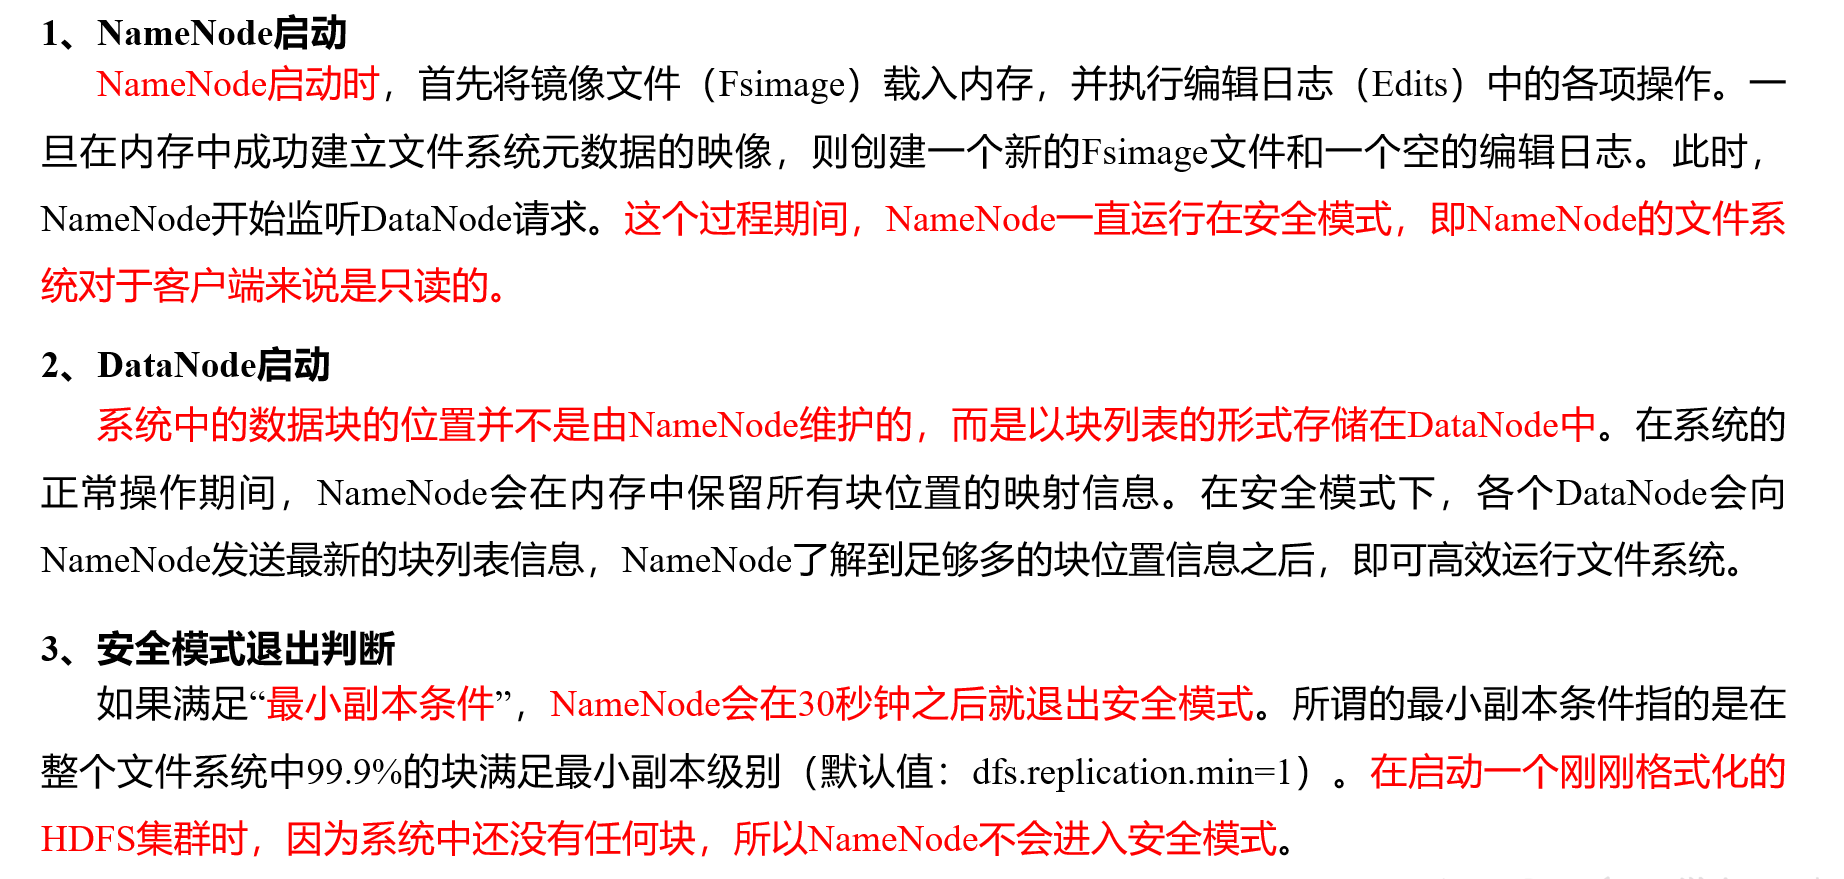 1、NameNode启动
NameNode启动时，首先将镜像文件（Fsimage）载入内存，并执行编辑日志（Edits）中的各项操作。一
旦在内存中成功建立文件系统元数据的映像，则创建一个新的Fsimage文件和一个空的编辑日志。此时，
NameNode开始监听DataNode请求。这个过程期间，NameNode一直运行在安全模式，即NameNode的文件系
统对于客户端来说是只读的。
2、DataNode启动
系统中的数据块的位置并不是由NameNode维护的，而是以块列表的形式存储在DataNode中。在系统的
正常操作期间，NameNode会在内存中保留所有块位置的映射信息。在安全模式下，各个DataNode会向
NameNode发送最新的块列表信息，NameNode了解到足够多的块位置信息之后，即可高效运行文件系统。
3、安全模式退出判断
如果满足“最小副本条件”，NameNode会在30秒钟之后就退出安全模式。所谓的最小副本条件指的是在
整个文件系统中99.9%的块满足最小副本级别（默认值：dfs.replication.min=1）。在启动一个刚刚格式化的
HDFS集群时，因为系统中还没有任何块，所以NameNode不会进入安全模式。